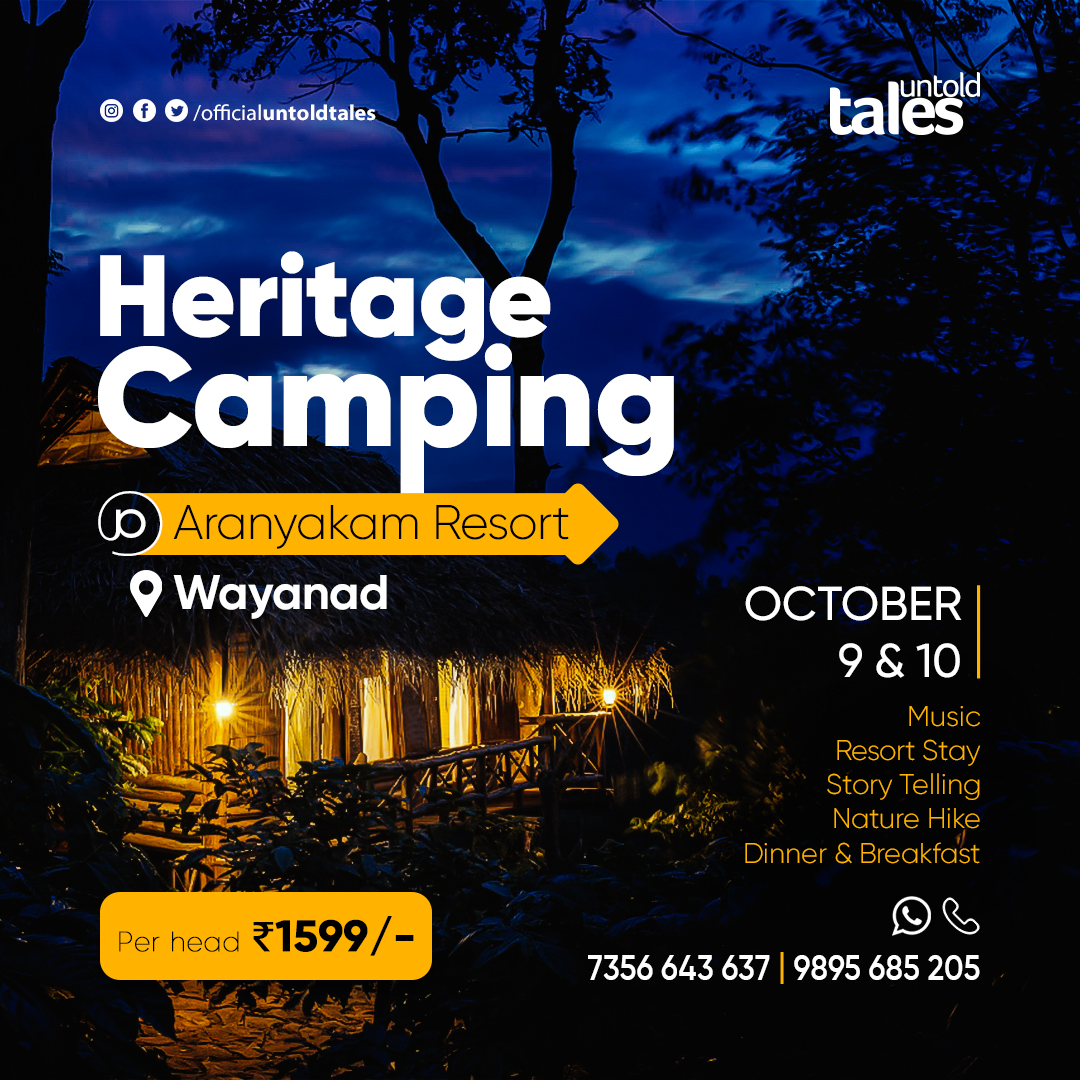 /officialuntoldtales
untold
tales
Heritage
Camping
Aranyakam Resort
Wayanad
OCTOBER
9 & 10
Music
Resort Stay
Story Telling
Nature Hike
Dinner & Breakfast
Per head ₹1599/-
7356 643 637 | 9895 685 205